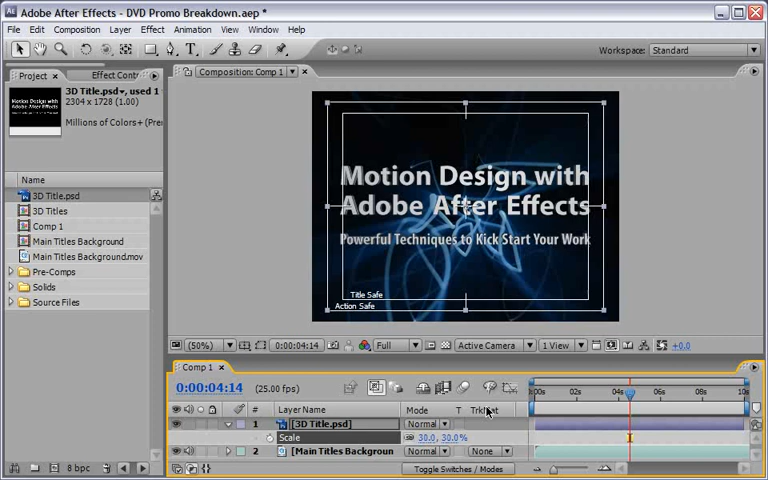 Adobe After Effects - DVD Promo Breakdown.aep *
File Edit Composition Layer Effect Animation View Window Help
Workspace: Standard
Project Effect Contr
Composition: Comp 1
3D Title.psd, used 1
2304 x 1728 (1.00)
Millions of Colors+ (Pre
Name
3D Title.psd
3D Titles
Comp 1
Main Titles Background
Main Titles Background.mov
Pre-Comps
Solids
Source Files
8 bpc
Motion Design with
Adobe After Effects
Powerful Techniques to Kick Start Your Work
Title Safe
Action Safe
(50%) 0:00:04:14 Full Active Camera 1 View +0.0
Comp 1
0:00:04:14 (25.00 fps)
:00s 02s 04s 06s 08s 10s
# Layer Name Mode T TrkMat
1 [3D Title.psd] Normal
Scale 30.0, 30.0%
2 [Main Titles Backgroun Normal None
Toggle Switches / Modes